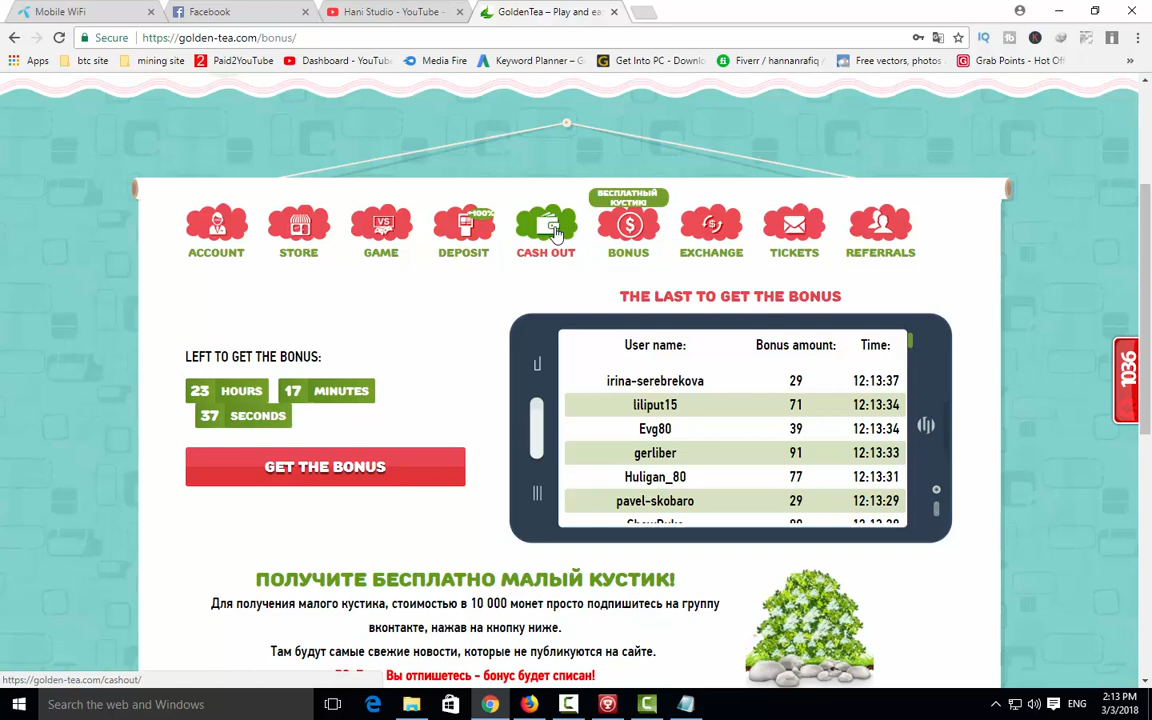 Mobile WiFi
Facebook
Hani Studio - YouTube -
GoldenTea – Play and ea
Secure
https://golden-tea.com/bonus/
Apps
btc site
mining site
2 Paid2YouTube
Dashboard - YouTub
Media Fire
Keyword Planner – G
G Get Into PC - Downlo
fi Fiverr / hannanrafiq /
Free vectors, photos
G Grab Points - Hot Off
»
VS
+100%
БЕСПЛАТНЫЙ
КУСТИК!
ACCOUNT
STORE
GAME
DEPOSIT
CASH OUT
BONUS
EXCHANGE
TICKETS
REFERRALS
THE LAST TO GET THE BONUS
LEFT TO GET THE BONUS:
23 HOURS
17 MINUTES
37 SECONDS
GET THE BONUS
User name: Bonus amount: Time:
irina-serebrekova 29 12:13:37
liliput15 71 12:13:34
Evg80 39 12:13:34
gerliber 91 12:13:33
Huligan_80 77 12:13:31
pavel-skobaro 29 12:13:29
1036
ПОЛУЧИТЕ БЕСПЛАТНО МАЛЫЙ КУСТИК!
Для получения малого кустика, стоимостью в 10 000 монет просто подпишитесь на группу
вконтакте, нажав на кнопку ниже.
Там будут самые свежие новости, которые не публикуются на сайте.
Вы отпишетесь - бонус будет списан!
https://golden-tea.com/cashout/
Search the web and Windows
ENG
2:13 PM
3/3/2018